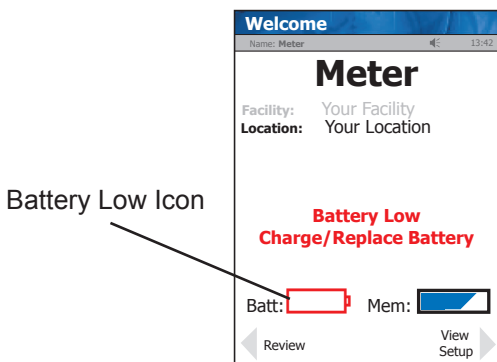 Welcome
Name: Meter 13:42
Meter
Facility: Your Facility
Location: Your Location
Battery Low Icon
Battery Low
Charge/Replace Battery
Batt: Mem:
Review View
Setup